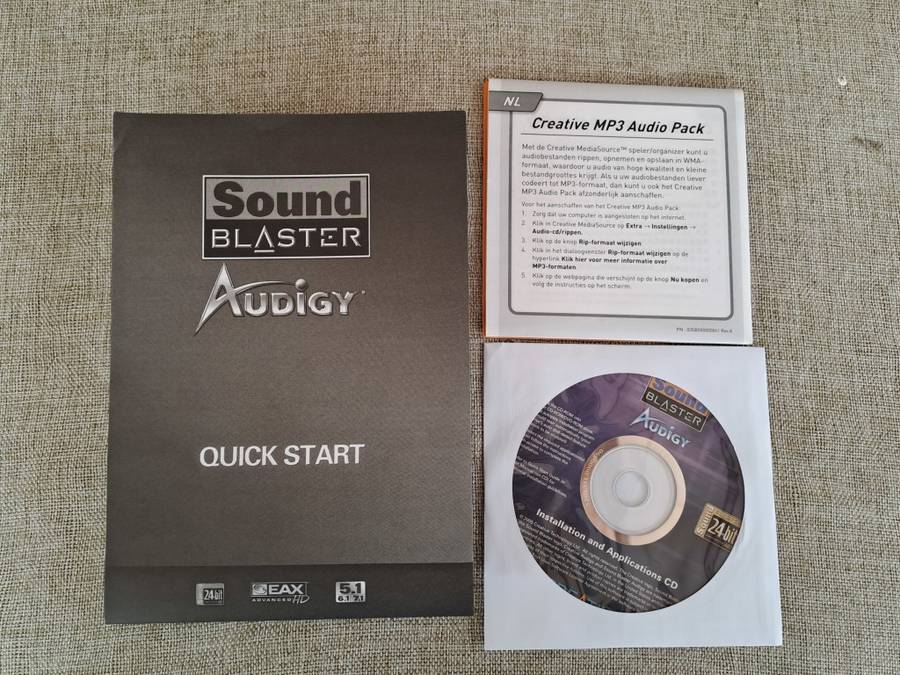 Sound
BLASTER
AUDIGY
QUICK START
24-bit
EAX
ADVANCED HD
5.1
6.1 7.1
NL
Creative MP3 Audio Pack
Met de Creative MediaSource™ speler/organizer kunt u
audiobestanden rippen, opnemen en opslaan in WMA-
formaat, waardoor u audio van hoge kwaliteit en kleine
bestandgroottes krijgt. Als u uw audiobestanden liever
codeert tot MP3-formaat, dan kunt u ook het Creative
MP3 Audio Pack afzonderlijk aanschaffen.
Voor het aanschaffen van het Creative MP3 Audio Pack:
1. Zorg dat uw computer is aangesloten op het internet.
2. Klik in Creative MediaSource op Extra → Instellingen →
Audio-cd/rippen.
3. Klik op de knop Rip-formaat wijzigen
4. Klik in het dialoogvenster Rip-formaat wijzigen op de
hyperlink Klik hier voor meer informatie over
MP3-formaten
5. Klik op de webpagina die verschijnt op de knop Nu kopen en
volg de instructies op het scherm.
Sound
BLASTER
AUDIGY
24-bit
Installation and Applications CD